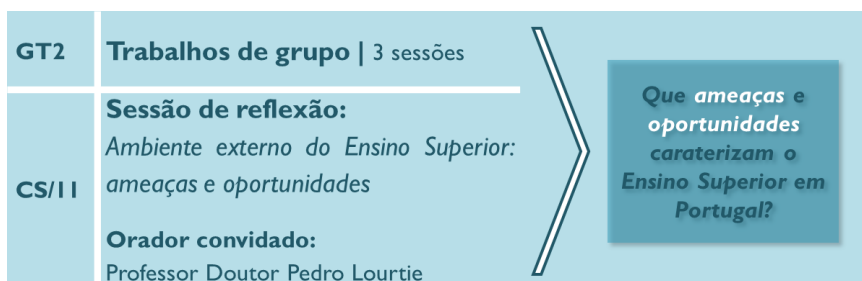 GT2
Trabalhos de grupo | 3 sessões
CS/11
Sessão de reflexão:
Ambiente externo do Ensino Superior:
ameaças e oportunidades
Orador convidado:
Professor Doutor Pedro Lourtie
Que ameaças e
oportunidades
caraterizam o
Ensino Superior em
Portugal?